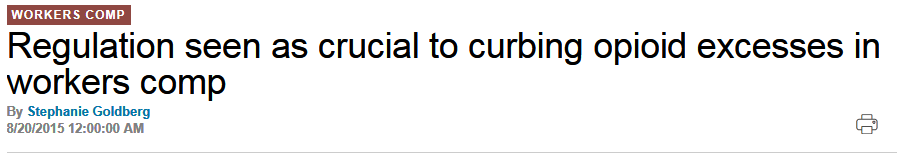 WORKERS COMP
Regulation seen as crucial to curbing opioid excesses in
workers comp
By Stephanie Goldberg
8/20/2015 12:00:00 AM